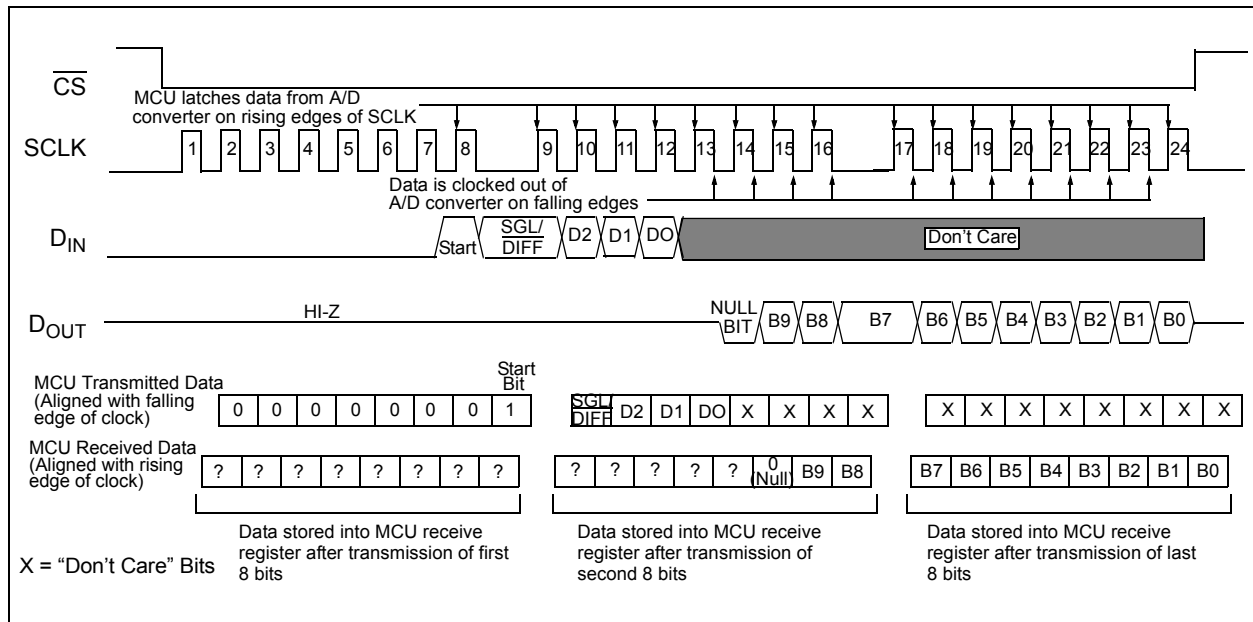 CS
MCU latches data from A/D
converter on rising edges of SCLK
SCLK
1 2 3 4 5 6 7 8 9 10 11 12 13 14 15 16 17 18 19 20 21 22 23 24
Data is clocked out of
A/D converter on falling edges
DIN
Start SGL/ DIFF D2 D1 DO Don't Care
HI-Z
DOUT
NULL
BIT B9 B8 B7 B6 B5 B4 B3 B2 B1 B0
Start
Bit
MCU Transmitted Data
(Aligned with falling
edge of clock)
0 0 0 0 0 0 0 1 SGL/ DIFF D2 D1 DO X X X X X X X X X X X X
MCU Received Data
(Aligned with rising
edge of clock)
? ? ? ? ? ? ? ? ? ? ? ? ? 0 (Null) B9 B8 B7 B6 B5 B4 B3 B2 B1 B0
Data stored into MCU receive
register after transmission of first
8 bits
Data stored into MCU receive
register after transmission of
second 8 bits
Data stored into MCU receive
register after transmission of last
8 bits
X = “Don’t Care” Bits